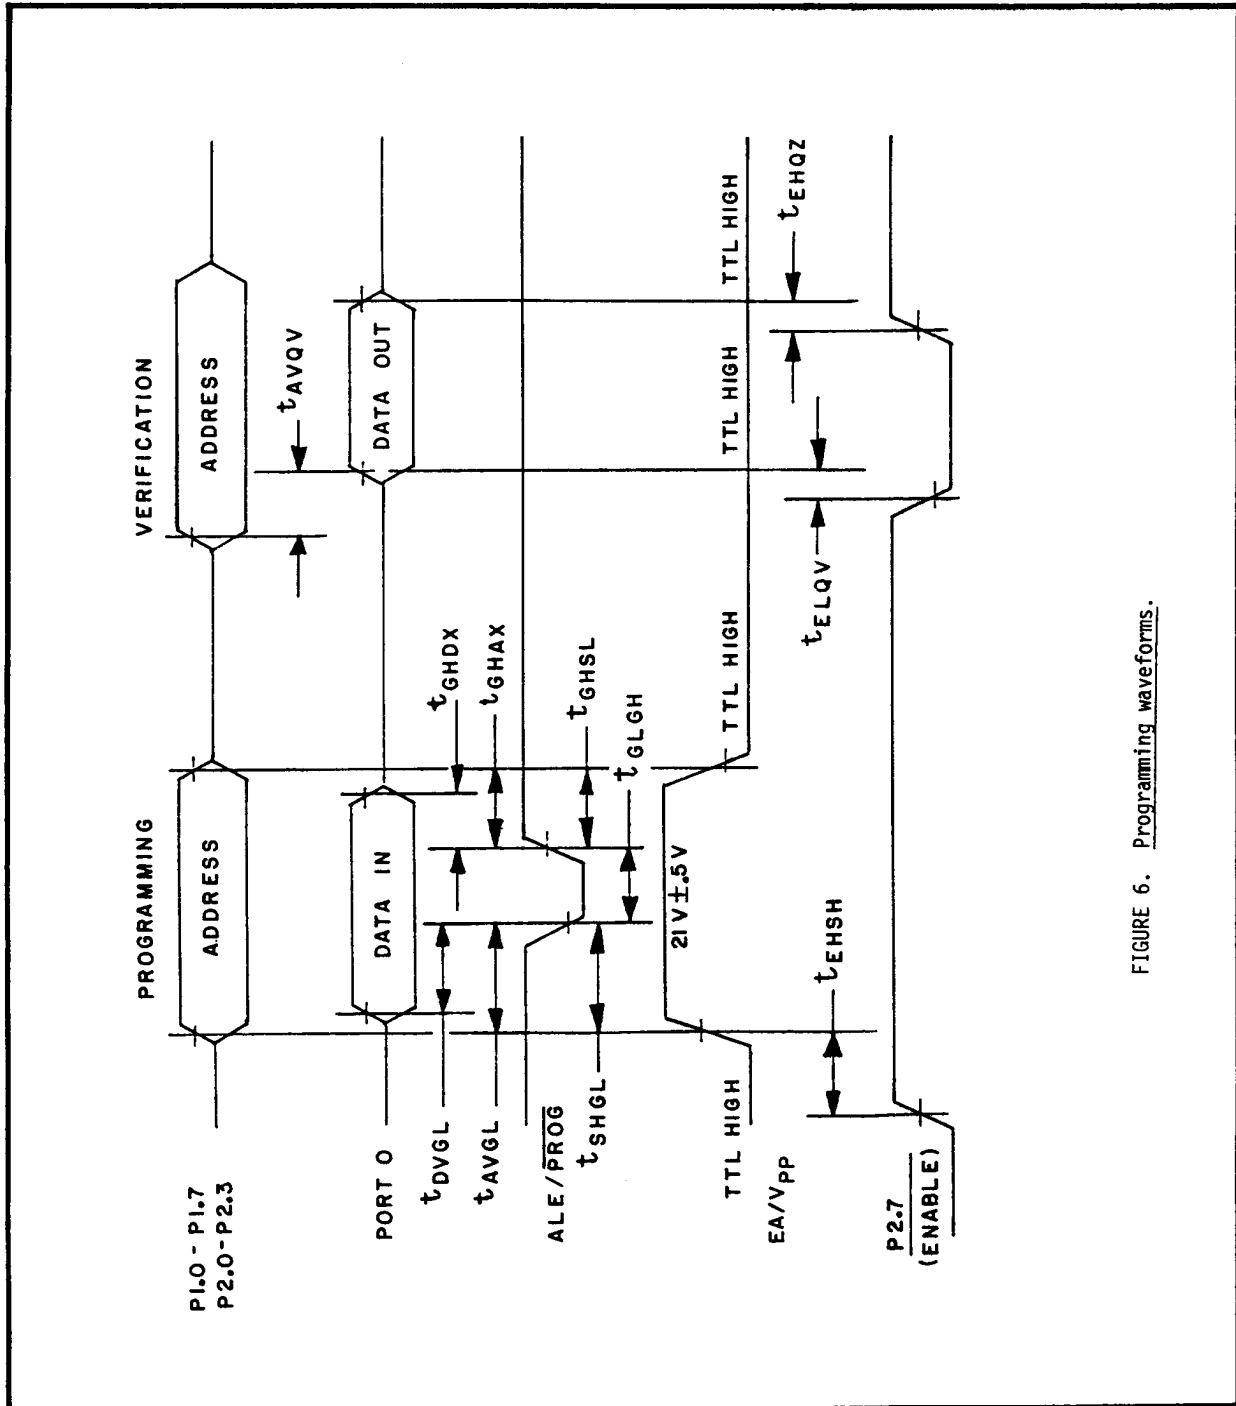 PROGRAMMING
VERIFICATION
P1.0 - P1.7
P2.0 - P2.3
ADDRESS
ADDRESS
tAVQV
PORT 0
DATA IN
DATA OUT
tDVGL
tGHDX
tAVGL
tGHAX
ALE/PROG
tSHGL
tGHSL
tGLGH
21V ±.5V
TTL HIGH
TTL HIGH
TTL HIGH
TTL HIGH
EA/VPP
tEHQZ
tELQV
tEHSH
P2.7
(ENABLE)
FIGURE 6. Programming waveforms.